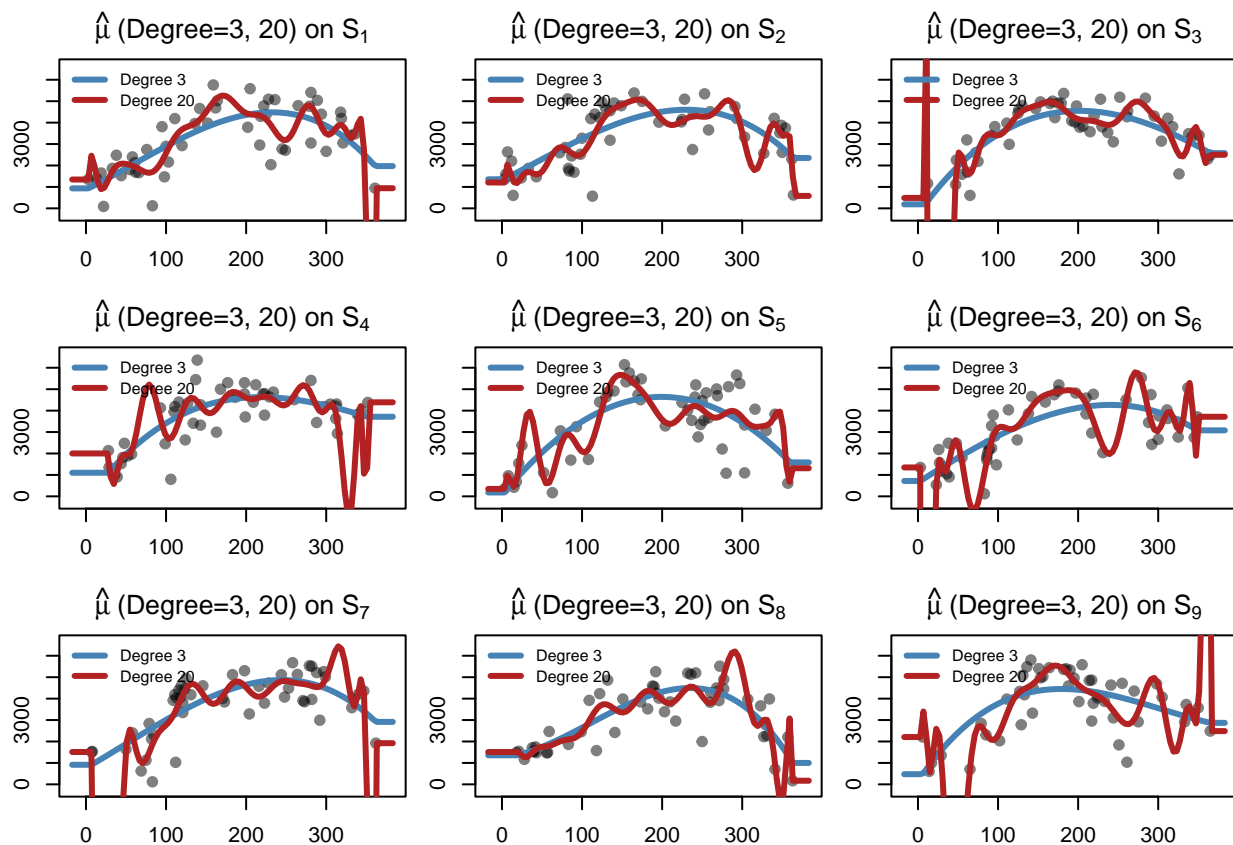 μ̂ (Degree=3, 20) on S₁
μ̂ (Degree=3, 20) on S₂
μ̂ (Degree=3, 20) on S₃
Degree 3
Degree 20
0 3000
0 100 200 300
Degree 3
Degree 20
0 3000
0 100 200 300
Degree 3
Degree 20
0 3000
0 100 200 300
μ̂ (Degree=3, 20) on S₄
μ̂ (Degree=3, 20) on S₅
μ̂ (Degree=3, 20) on S₆
Degree 3
Degree 20
0 3000
0 100 200 300
Degree 3
Degree 20
0 3000
0 100 200 300
Degree 3
Degree 20
0 3000
0 100 200 300
μ̂ (Degree=3, 20) on S₇
μ̂ (Degree=3, 20) on S₈
μ̂ (Degree=3, 20) on S₉
Degree 3
Degree 20
0 3000
0 100 200 300
Degree 3
Degree 20
0 3000
0 100 200 300
Degree 3
Degree 20
0 3000
0 100 200 300